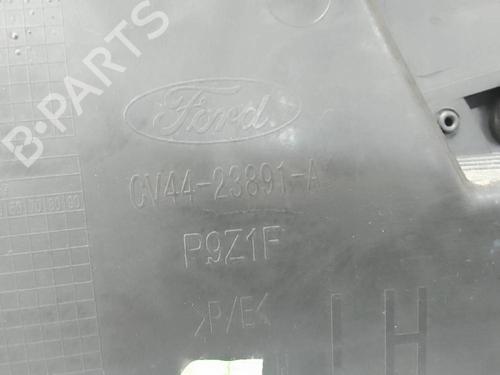 Ford
CV44-23891-A
P9Z1F
>P/E<
LH
B-PARTS